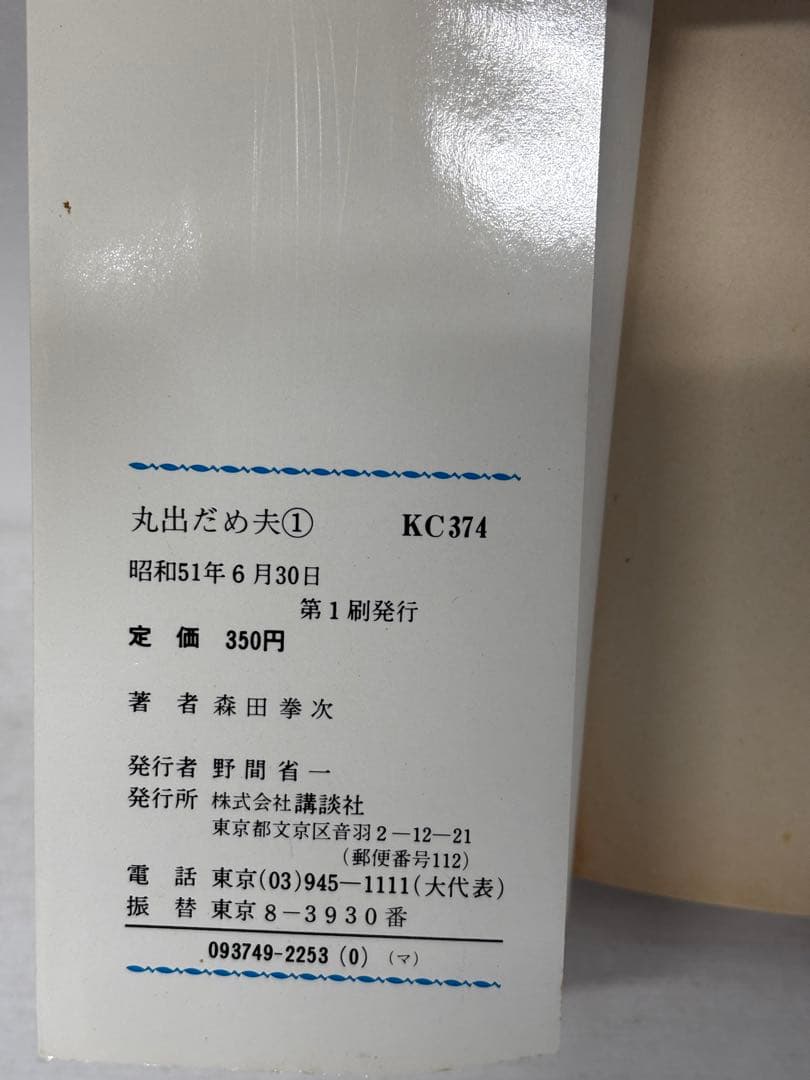 丸出だめ夫① KC374
昭和51年6月30日
第1刷発行
定 価 350円
著 者 森田拳次
発行者 野間省一
発行所 株式会社講談社
東京都文京区音羽2―12―21
(郵便番号112)
電 話 東京(03)945―1111(大代表)
振 替 東京8―3930番
093749-2253 (0) (マ)